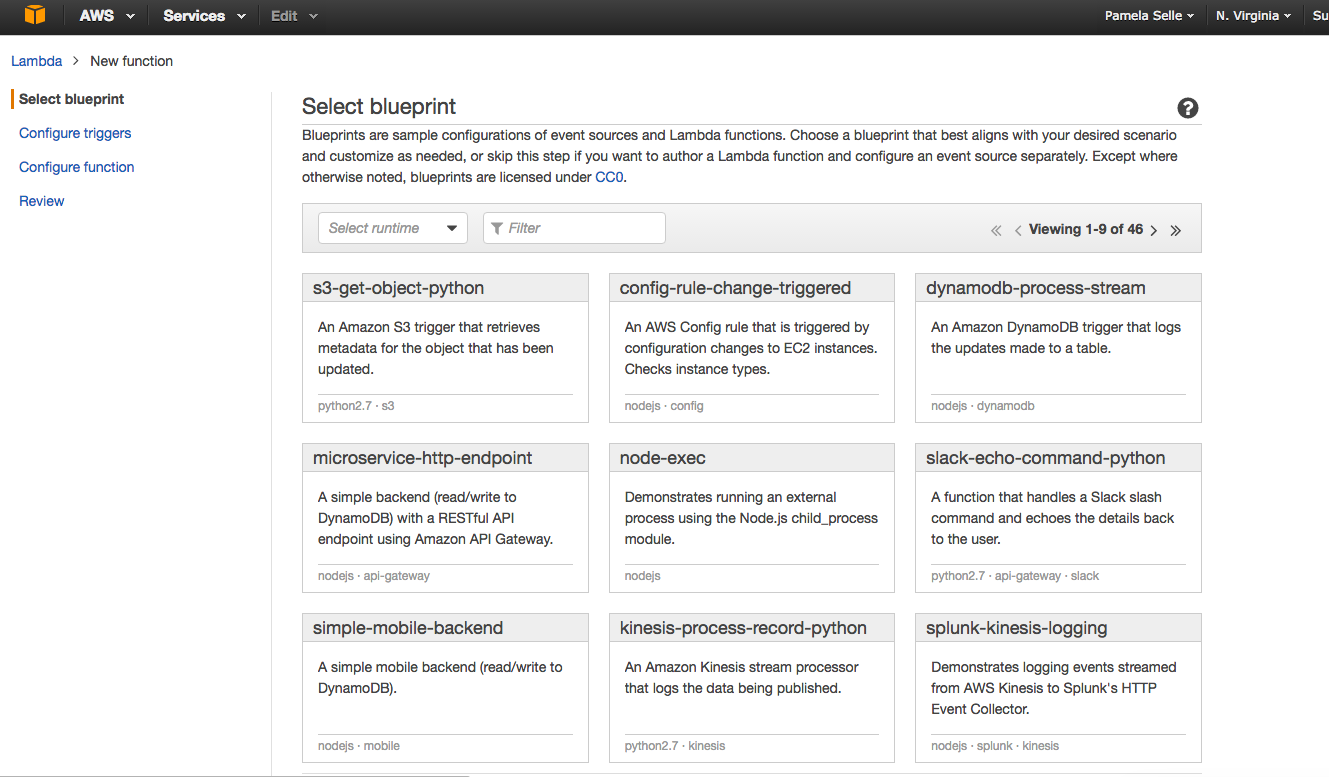 AWS Services Edit Pamela Selle N. Virginia Su
Lambda > New function
Select blueprint
Configure triggers
Configure function
Review
Select blueprint
Blueprints are sample configurations of event sources and Lambda functions. Choose a blueprint that best aligns with your desired scenario
and customize as needed, or skip this step if you want to author a Lambda function and configure an event source separately. Except where
otherwise noted, blueprints are licensed under CC0.
Select runtime Filter « < Viewing 1-9 of 46 > »
s3-get-object-python
An Amazon S3 trigger that retrieves
metadata for the object that has been
updated.
python2.7 · s3
config-rule-change-triggered
An AWS Config rule that is triggered by
configuration changes to EC2 instances.
Checks instance types.
nodejs · config
dynamodb-process-stream
An Amazon DynamoDB trigger that logs
the updates made to a table.
nodejs · dynamodb
microservice-http-endpoint
A simple backend (read/write to
DynamoDB) with a RESTful API
endpoint using Amazon API Gateway.
nodejs · api-gateway
node-exec
Demonstrates running an external
process using the Node.js child_process
module.
nodejs
slack-echo-command-python
A function that handles a Slack slash
command and echoes the details back
to the user.
python2.7 · api-gateway · slack
simple-mobile-backend
A simple mobile backend (read/write to
DynamoDB).
nodejs · mobile
kinesis-process-record-python
An Amazon Kinesis stream processor
that logs the data being published.
python2.7 · kinesis
splunk-kinesis-logging
Demonstrates logging events streamed
from AWS Kinesis to Splunk's HTTP
Event Collector.
nodejs · splunk · kinesis